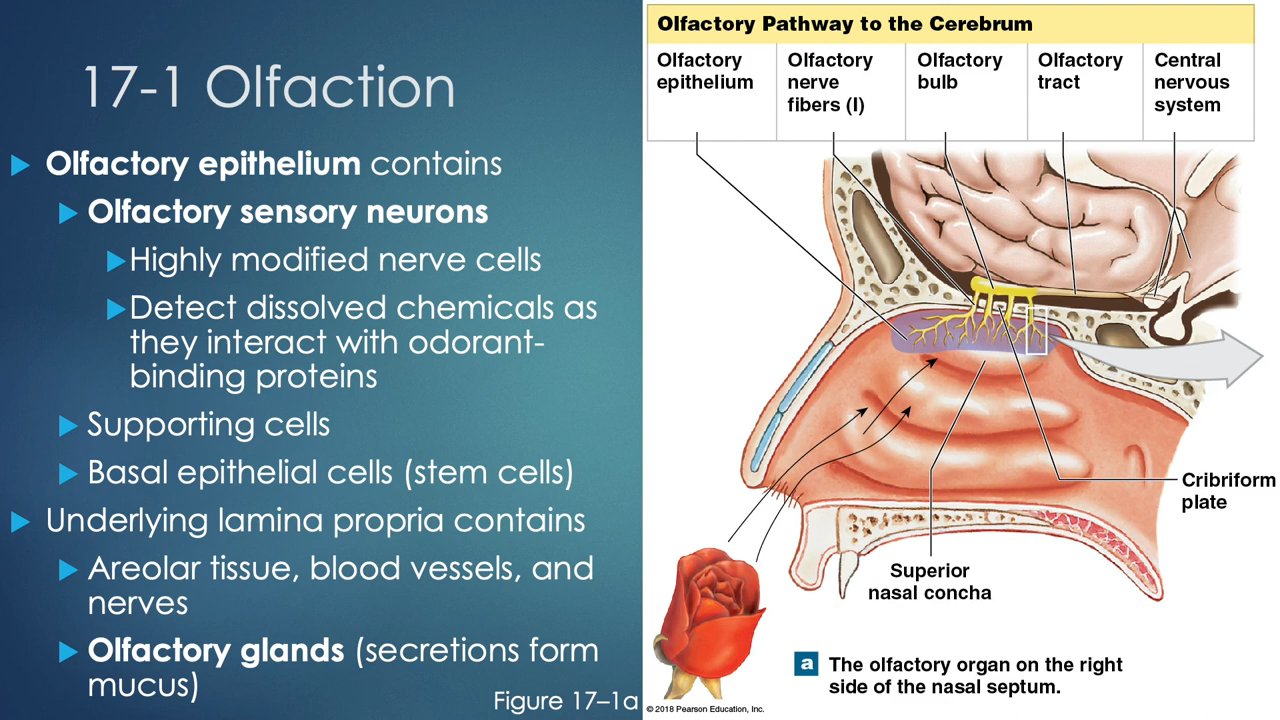 17-1 Olfaction
Olfactory epithelium contains
Olfactory sensory neurons
Highly modified nerve cells
Detect dissolved chemicals as
they interact with odorant-
binding proteins
Supporting cells
Basal epithelial cells (stem cells)
Underlying lamina propria contains
Areolar tissue, blood vessels, and
nerves
Olfactory glands (secretions form
mucus)
Figure 17–1a
Olfactory Pathway to the Cerebrum
Olfactory
epithelium
Olfactory
nerve
fibers (I)
Olfactory
bulb
Olfactory
tract
Central
nervous
system
Cribriform
plate
Superior
nasal concha
a
The olfactory organ on the right
side of the nasal septum.
© 2018 Pearson Education, Inc.